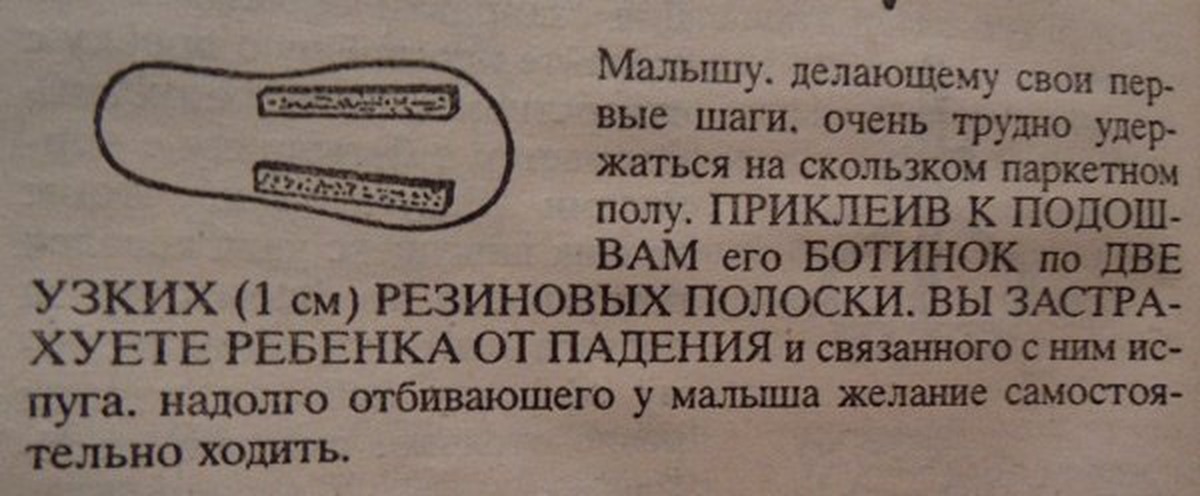 Малышу. делающему свои пер-
вые шаги. очень трудно удер-
жаться на скользком паркетном
полу. ПРИКЛЕИВ К ПОДОШ-
ВАМ его БОТИНОК по ДВЕ
УЗКИХ (1 см) РЕЗИНОВЫХ ПОЛОСКИ. ВЫ ЗАСТРА-
ХУЕТЕ РЕБЕНКА ОТ ПАДЕНИЯ и связанного с ним ис-
пуга. надолго отбивающего у малыша желание самостоя-
тельно ходить.